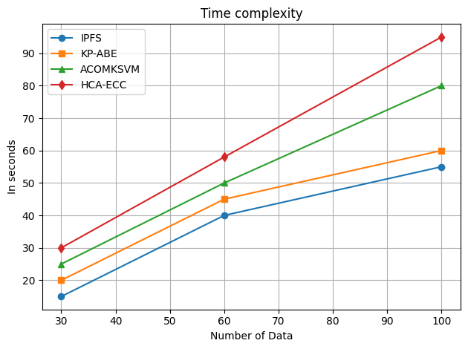 Time complexity
IPFS
KP-ABE
ACOMKSVM
HCA-ECC
In seconds
90
80
70
60
50
40
30
20
30 40 50 60 70 80 90 100
Number of Data